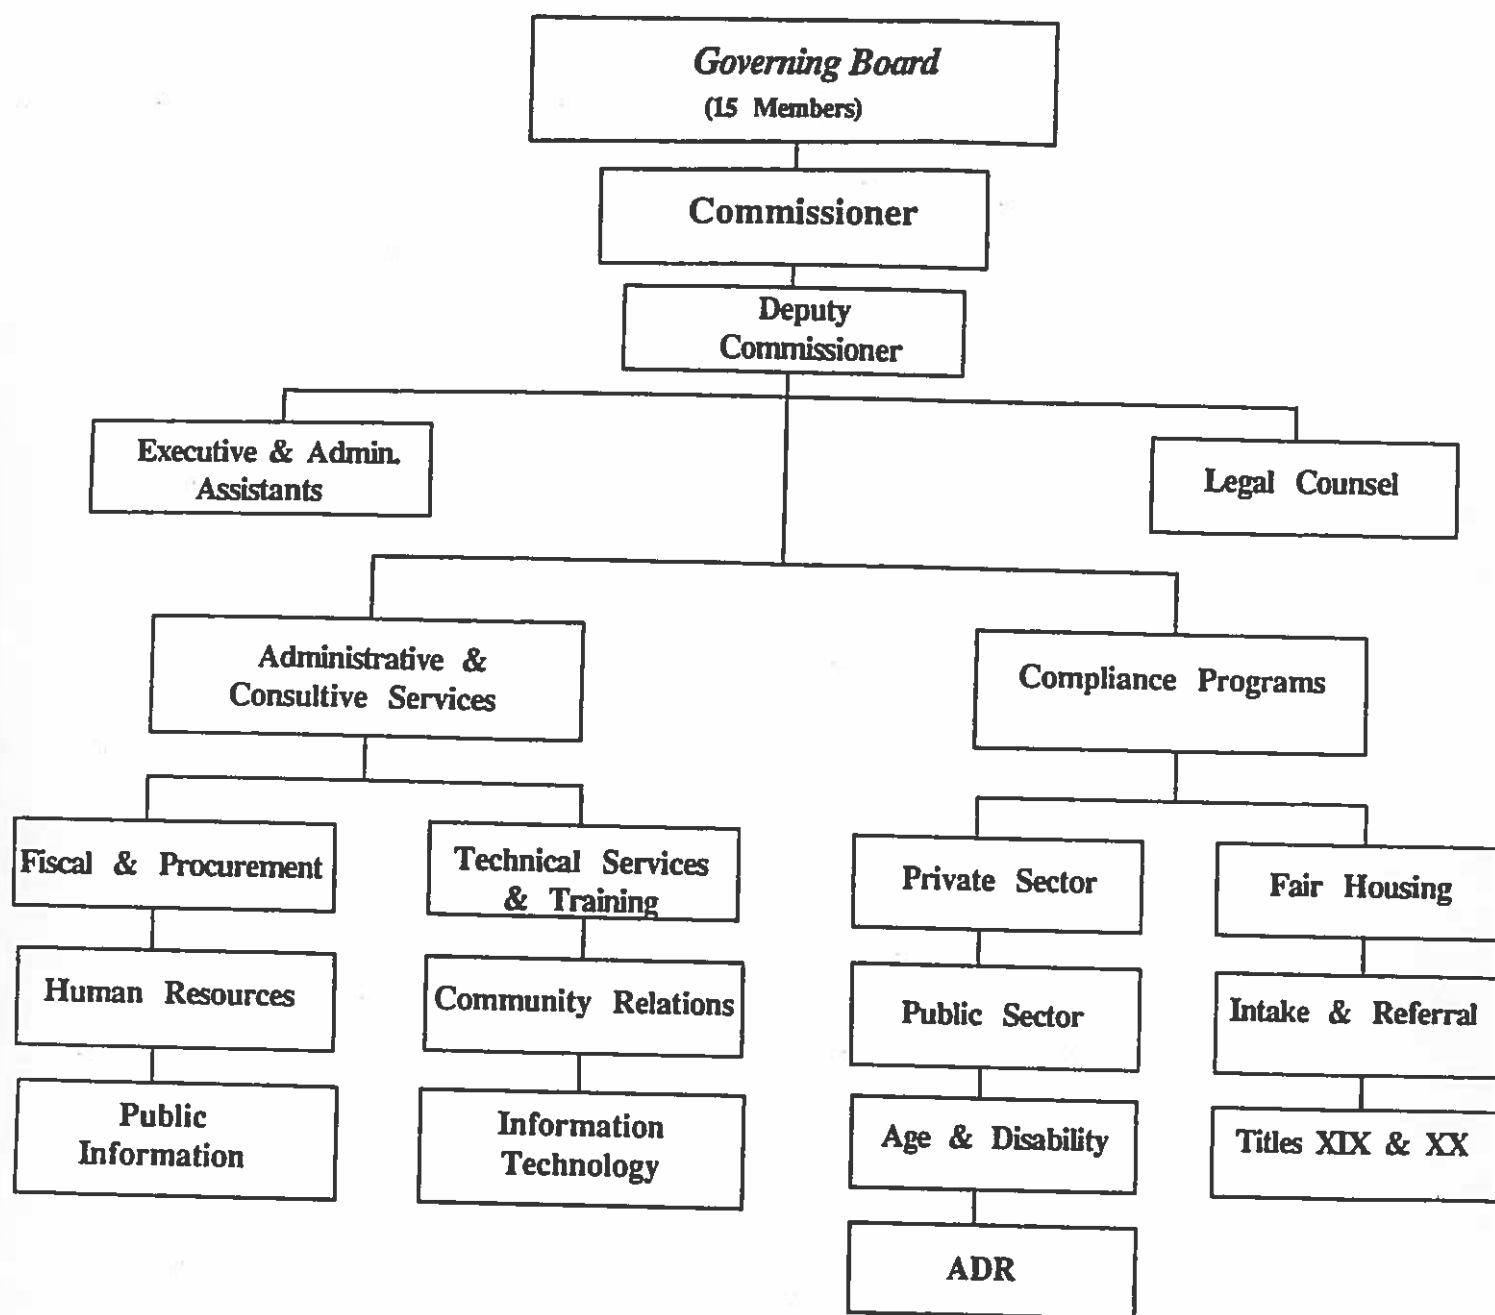 Governing Board
(15 Members)
Commissioner
Deputy
Commissioner
Executive & Admin.
Assistants
Legal Counsel
Administrative &
Consultive Services
Compliance Programs
Fiscal & Procurement
Technical Services
& Training
Private Sector
Fair Housing
Human Resources
Community Relations
Public Sector
Intake & Referral
Public
Information
Information
Technology
Age & Disability
Titles XIX & XX
ADR